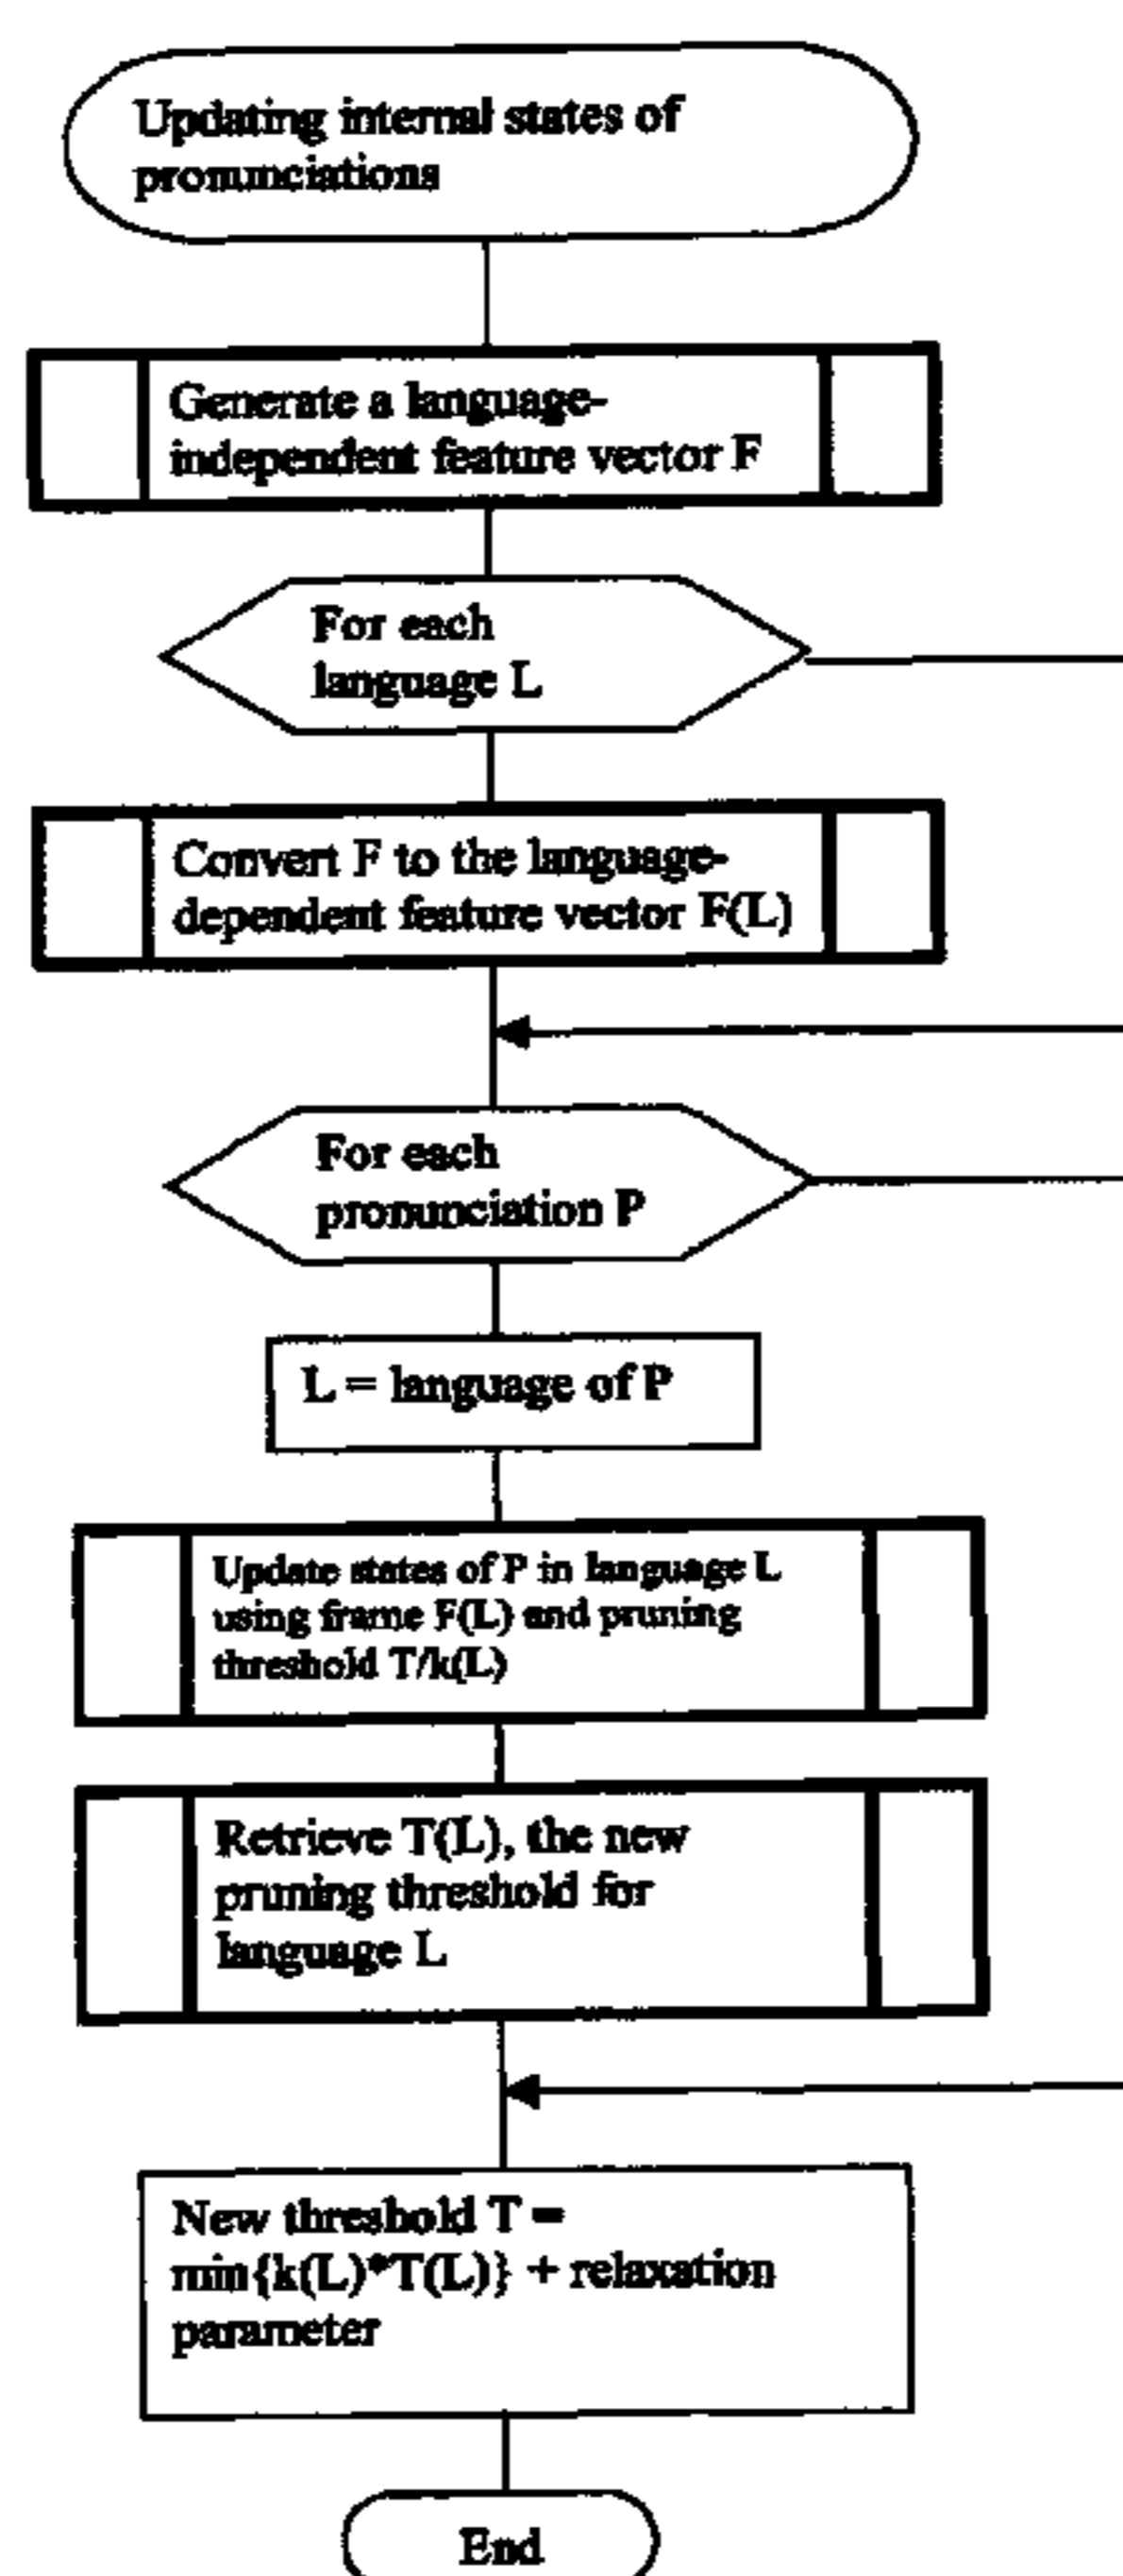 Updating internal states of
pronunciations
Generate a language-
independent feature vector F
For each
language L
Convert F to the language-
dependent feature vector F(L)
For each
pronunciation P
L = language of P
Update states of P in language L
using frame F(L) and pruning
threshold T/k(L)
Retrieve T(L), the new
pruning threshold for
language L
New threshold T =
min{k(L)*T(L)} + relaxation
parameter
End